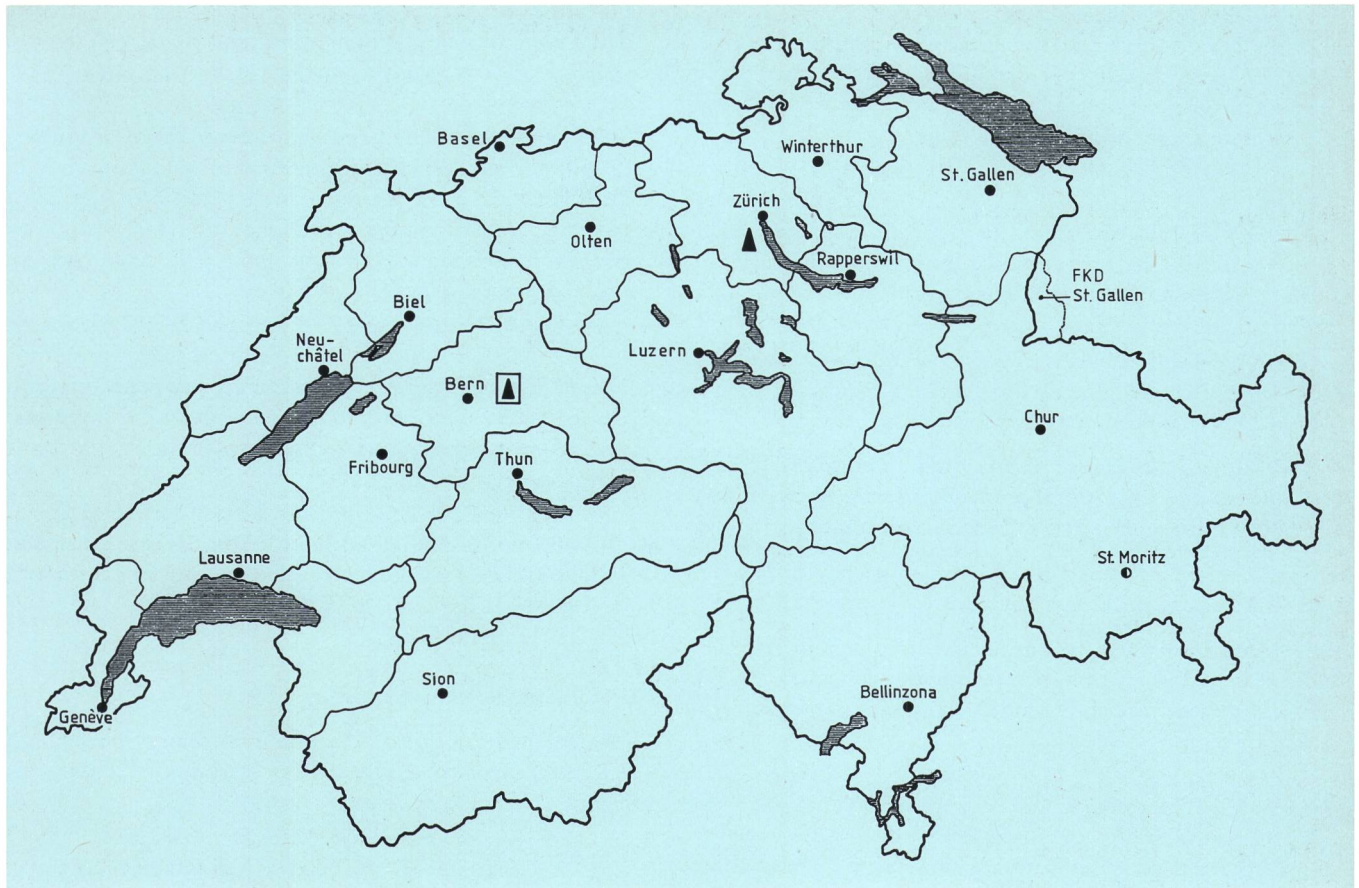 Basel
Winterthur
St. Gallen
Zürich
Olten
Rapperswil
FKD
St. Gallen
Biel
Neu-
châtel
Luzern
Bern
Chur
Fribourg
Thun
Lausanne
St. Moritz
Sion
Bellinzona
Genève